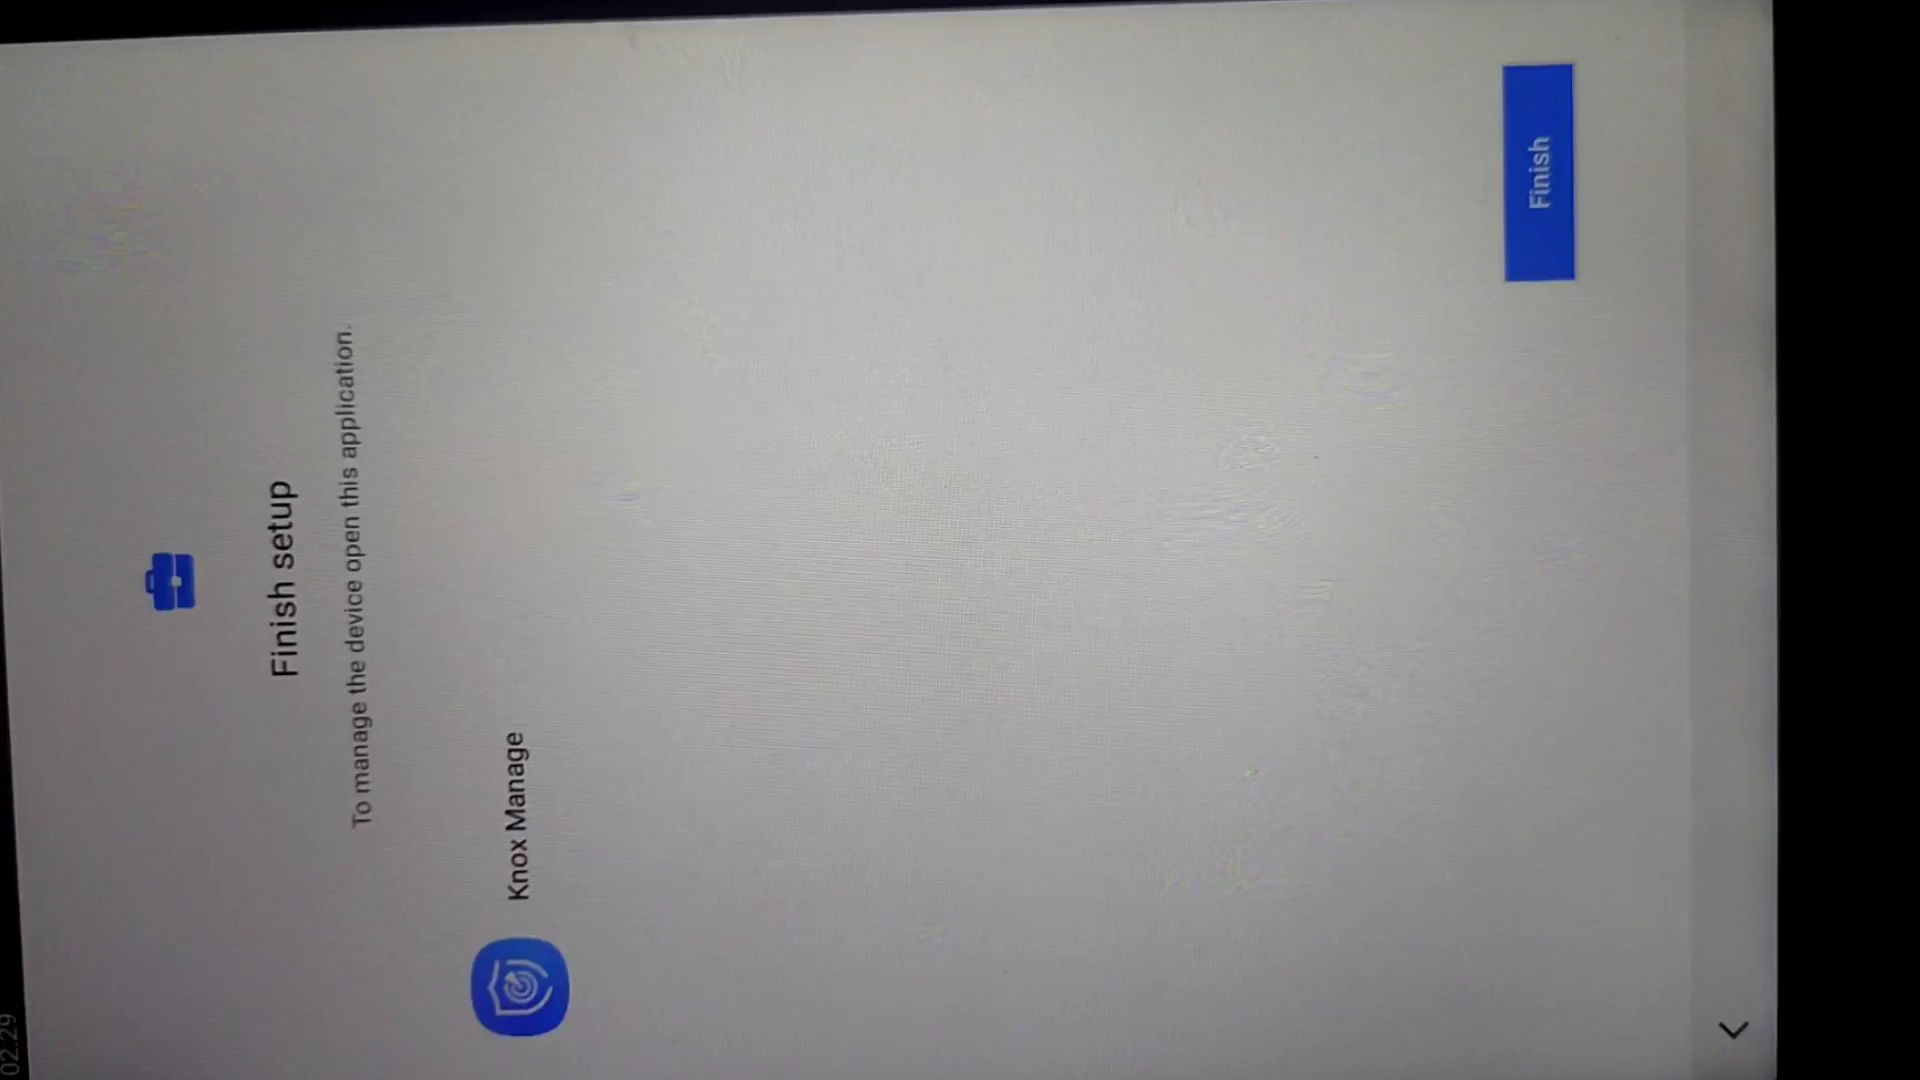 02:29
Finish setup
To manage the device open this application.
Knox Manage
Finish